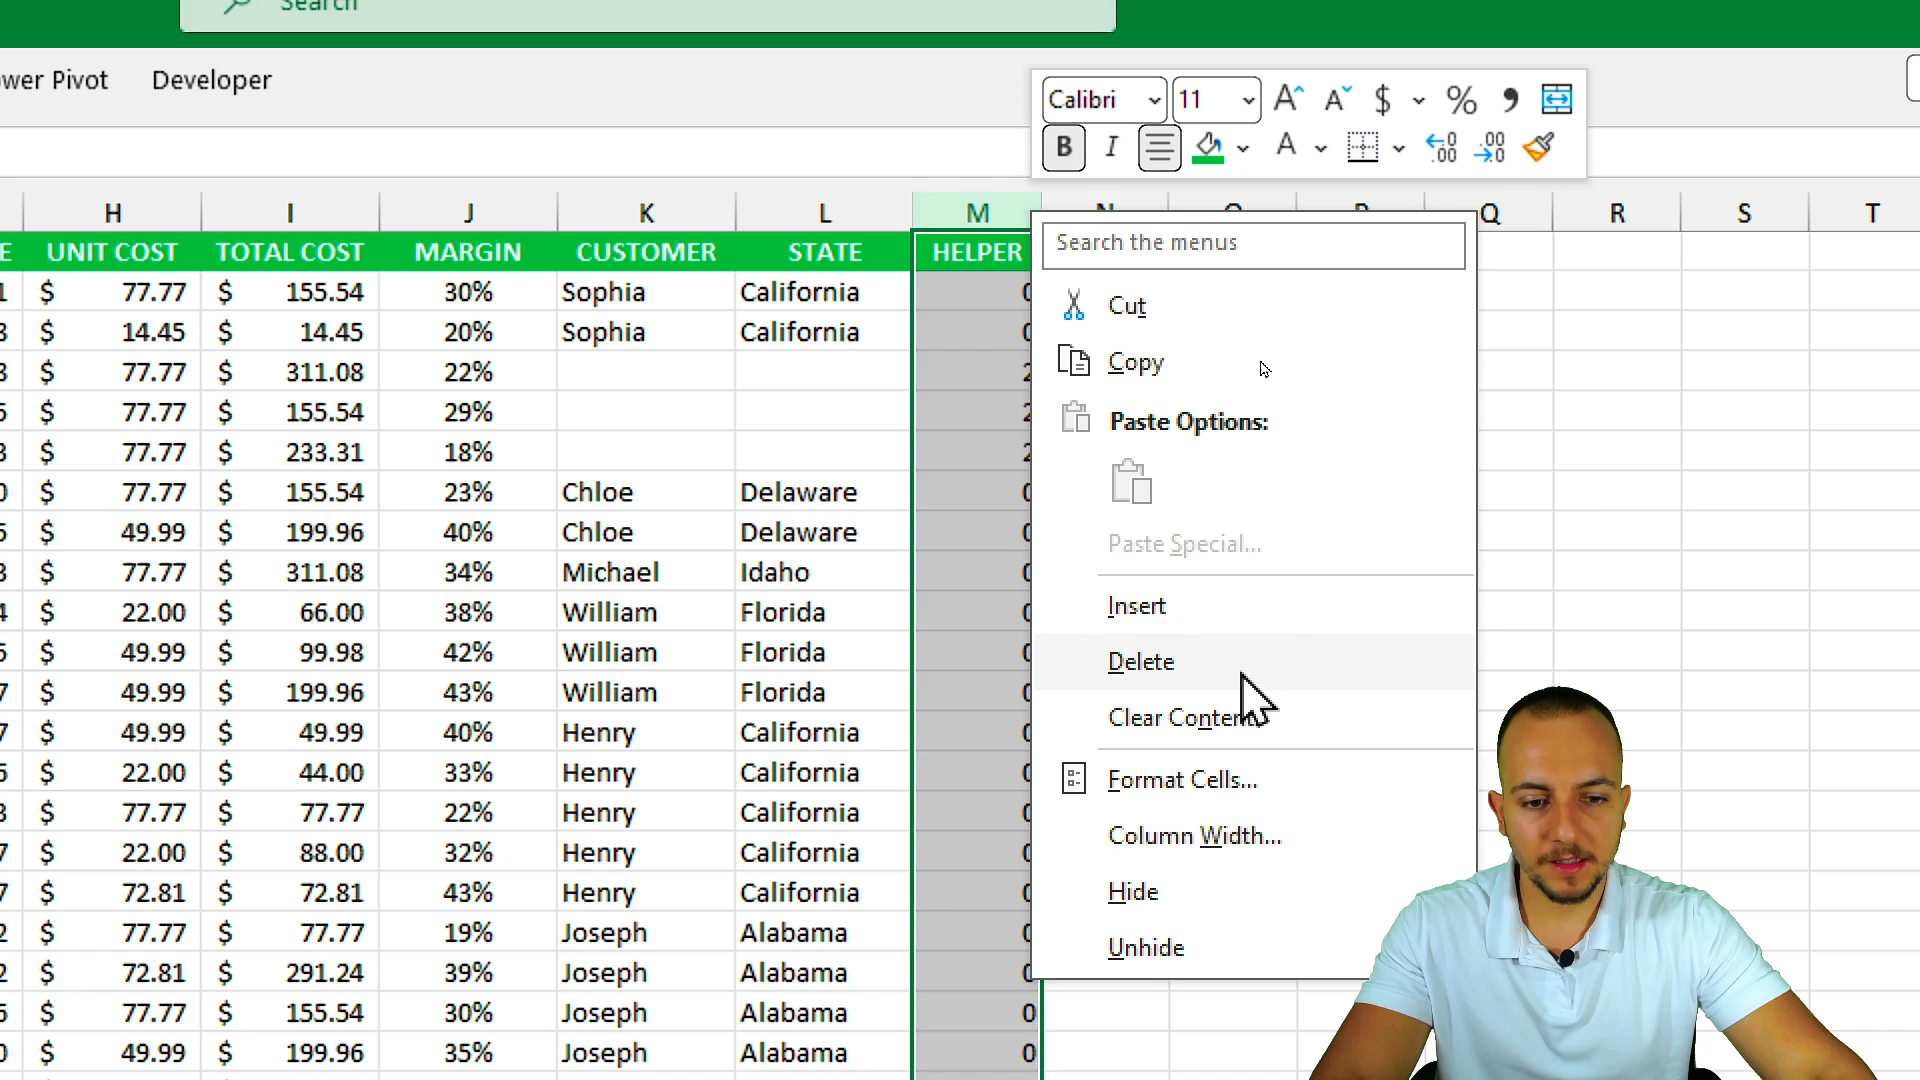 Search
wer Pivot Developer
Calibri 11 A A $ % ,
B I A .00 .00
H I J K L M Q R S T
E UNIT COST TOTAL COST MARGIN CUSTOMER STATE HELPER
1 $ 77.77 $ 155.54 30% Sophia California 0
3 $ 14.45 $ 14.45 20% Sophia California 0
3 $ 77.77 $ 311.08 22% 2
5 $ 77.77 $ 155.54 29% 2
3 $ 77.77 $ 233.31 18% 2
0 $ 77.77 $ 155.54 23% Chloe Delaware 0
5 $ 49.99 $ 199.96 40% Chloe Delaware 0
3 $ 77.77 $ 311.08 34% Michael Idaho 0
4 $ 22.00 $ 66.00 38% William Florida 0
5 $ 49.99 $ 99.98 42% William Florida 0
7 $ 49.99 $ 199.96 43% William Florida 0
7 $ 49.99 $ 49.99 40% Henry California 0
5 $ 22.00 $ 44.00 33% Henry California 0
3 $ 77.77 $ 77.77 22% Henry California 0
7 $ 22.00 $ 88.00 32% Henry California 0
7 $ 72.81 $ 72.81 43% Henry California 0
2 $ 77.77 $ 77.77 19% Joseph Alabama 0
2 $ 72.81 $ 291.24 39% Joseph Alabama 0
5 $ 77.77 $ 155.54 30% Joseph Alabama 0
0 $ 49.99 $ 199.96 35% Joseph Alabama 0
Search the menus
Cut
Copy
Paste Options:
Paste Special...
Insert
Delete
Clear Conten
Format Cells...
Column Width...
Hide
Unhide